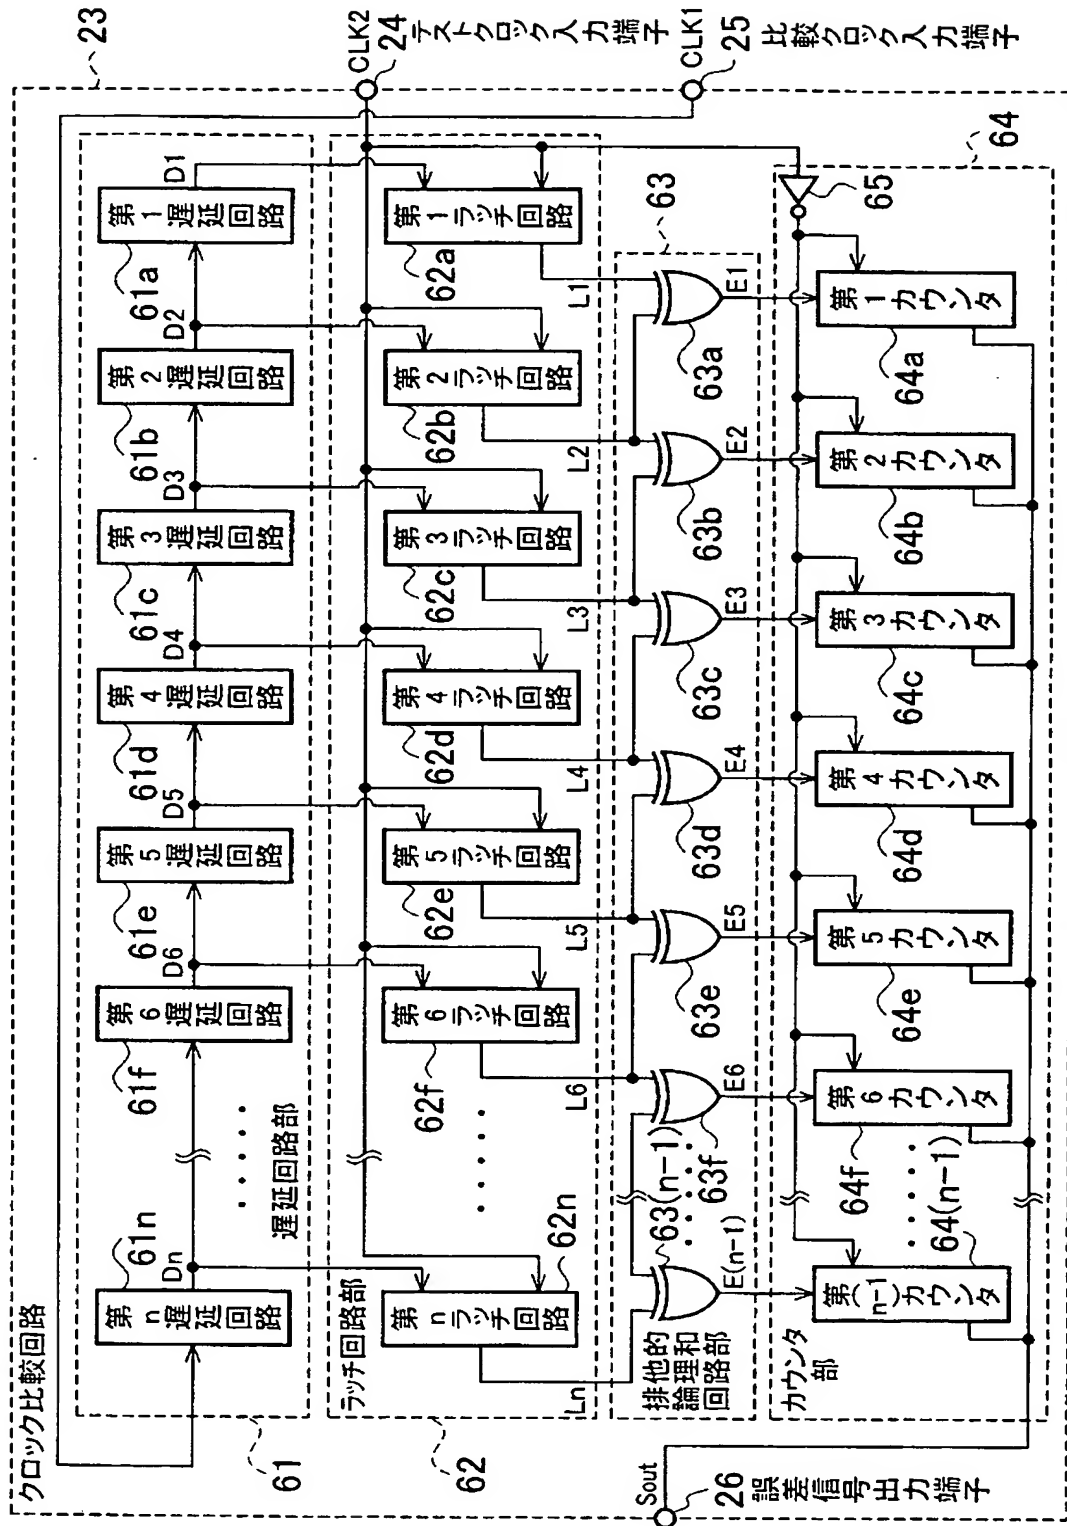 クロック比較回路
23
61n
第n遅延回路
Dn
61f
第6遅延回路
D6
61e
第5遅延回路
D5
61d
第4遅延回路
D4
61c
第3遅延回路
D3
61b
第2遅延回路
D2
61a
第1遅延回路
D1
遅延回路部
61
CLK2
24
テストクロック入力端子
ラッチ回路部
62
第nラッチ回路
62n
第6ラッチ回路
62f
第5ラッチ回路
62e
第4ラッチ回路
62d
第3ラッチ回路
62c
第2ラッチ回路
62b
第1ラッチ回路
62a
Ln
L6
L5
L4
L3
L2
L1
CLK1
25
比較クロック入力端子
排他的
論理和
回路部
63
63(n-1)
63f
63e
63d
63c
63b
63a
E(n-1)
E6
E5
E4
E3
E2
E1
カウンタ
部
64
65
第(n-1)カウンタ
64(n-1)
第6カウンタ
64f
第5カウンタ
64e
第4カウンタ
64d
第3カウンタ
64c
第2カウンタ
64b
第1カウンタ
64a
Sout
26
誤差信号出力端子